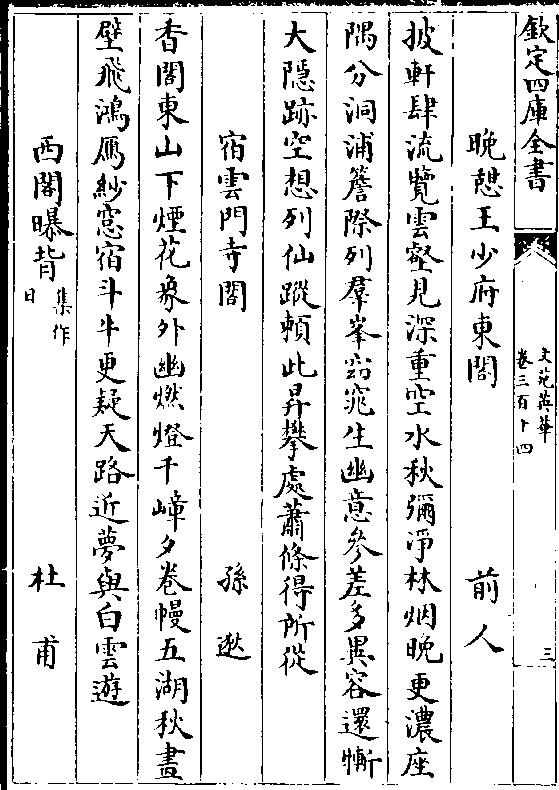 欽定四庫全書
文苑英華
卷三百十四
三
晚憩王少府東閣 前人
披軒肆流覽雲壑見深重空水秋彌淨林烟晚更濃座
隅分洞浦簷際列羣峯窈窕生幽意參差多異容還慚
大隱跡空想列仙蹤頼此昇攀處蕭條得所從
宿雲門寺閣 孫逖
香閣東山下煙花象外幽燃燈千嶂夕卷幔五湖秋畫
壁飛鴻鴈紗窓宿斗牛更疑天路近夢與白雲遊
西閣曝背集作日 杜甫